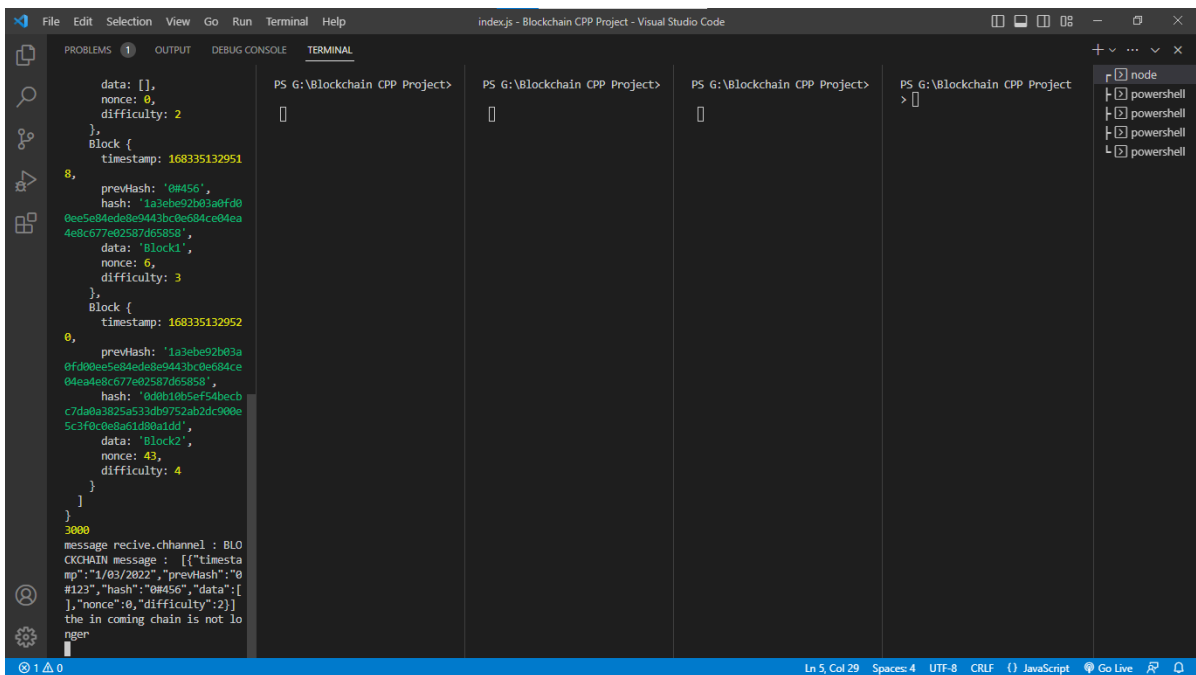 File Edit Selection View Go Run Terminal Help
index.js - Blockchain CPP Project - Visual Studio Code
PROBLEMS 1 OUTPUT DEBUG CONSOLE TERMINAL
data: [],
nonce: 0,
difficulty: 2
},
Block {
timestamp: 168335132951
8,
prevHash: '0#456',
hash: '1a3ebe92b03a0fd0
0ee5e84ede8e9443bc0e684ce04ea
4e8c677e02587d65858',
data: 'Block1',
nonce: 6,
difficulty: 3
},
Block {
timestamp: 168335132952
0,
prevHash: '1a3ebe92b03a
0fd00ee5e84ede8e9443bc0e684ce
04ea4e8c677e02587d65858',
hash: '0d0b10b5ef54becb
c7da0a3825a533db9752ab2dc900e
5c3f0c0e8a61d80a1dd',
data: 'Block2',
nonce: 43,
difficulty: 4
}
]
}
3000
message recive.chhannel : BLO
CKCHAIN message :  [{"timesta
mp":"1/03/2022","prevHash":"0
#123","hash":"0#456","data":[
],"nonce":0,"difficulty":2}]
the in coming chain is not lo
nger
PS G:\Blockchain CPP Project>
PS G:\Blockchain CPP Project>
PS G:\Blockchain CPP Project>
PS G:\Blockchain CPP Project
>
node
powershell
powershell
powershell
powershell
1 0
Ln 5, Col 29 Spaces: 4 UTF-8 CRLF {} JavaScript Go Live